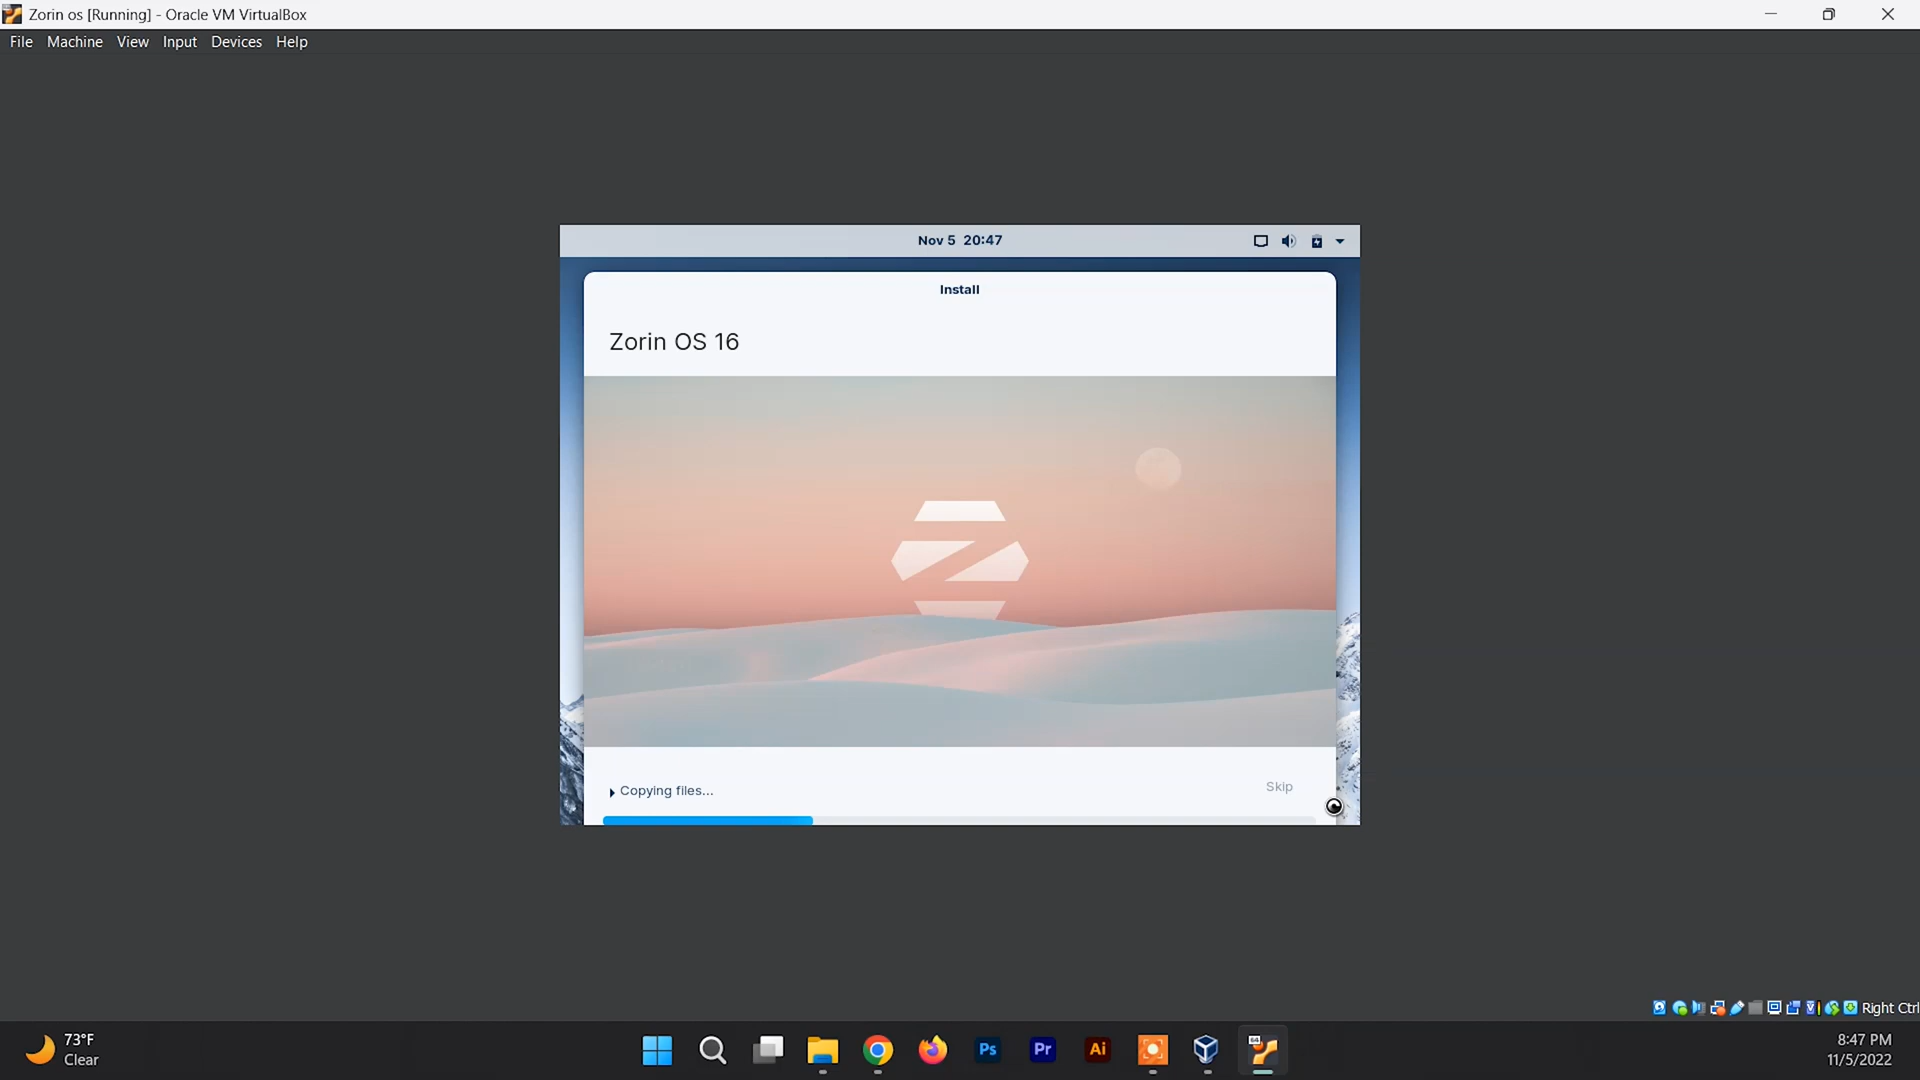 Zorin os [Running] - Oracle VM VirtualBox
File Machine View Input Devices Help
Nov 5 20:47
Install
Zorin OS 16
Copying files...
Skip
Right Ctrl
73°F
Clear
Ps
Pr
Ai
64
8:47 PM
11/5/2022